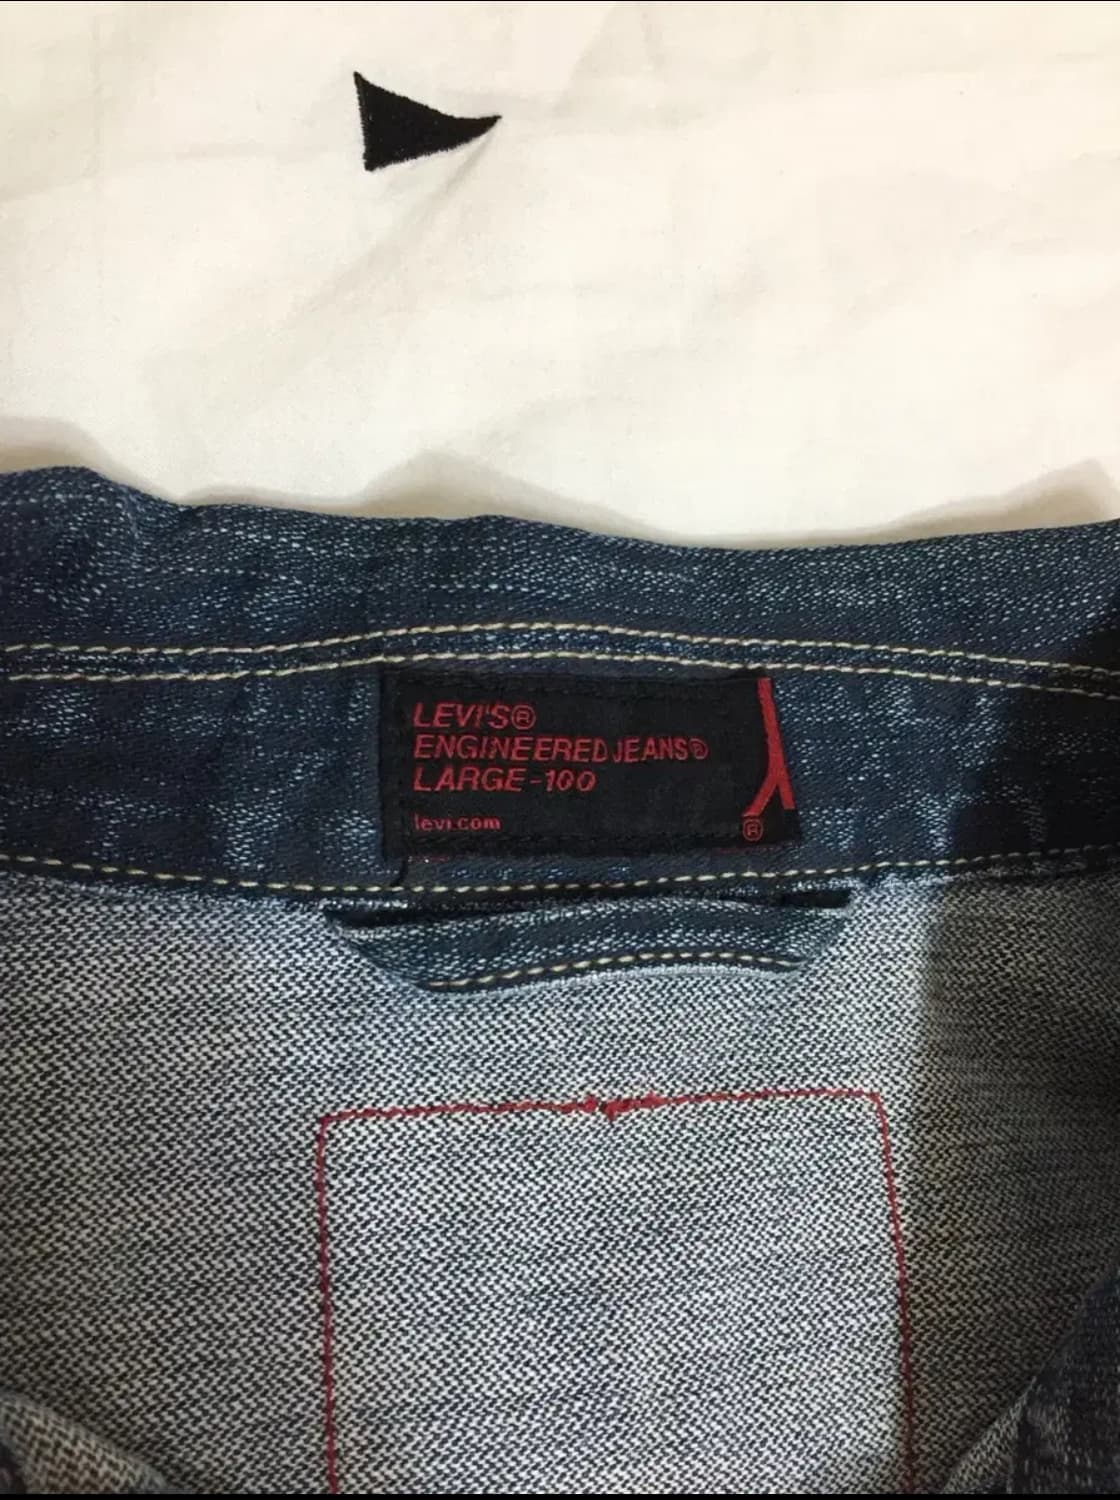 LEVI'S®
ENGINEERED JEANS®
LARGE-100
levi.com
®